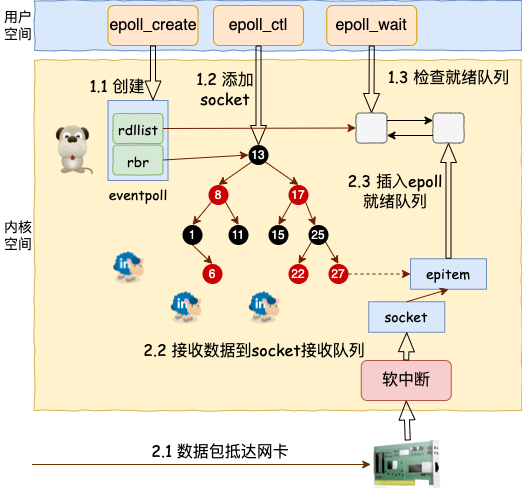 用户
空间
epoll_create
epoll_ctl
epoll_wait
1.1 创建
1.2 添加
socket
1.3 检查就绪队列
rdllist
rbr
eventpoll
13
8
17
1
11
15
25
6
22
27
2.3 插入epoll
就绪队列
内核
空间
in
in
in
epitem
socket
2.2 接收数据到socket接收队列
软中断
2.1 数据包抵达网卡